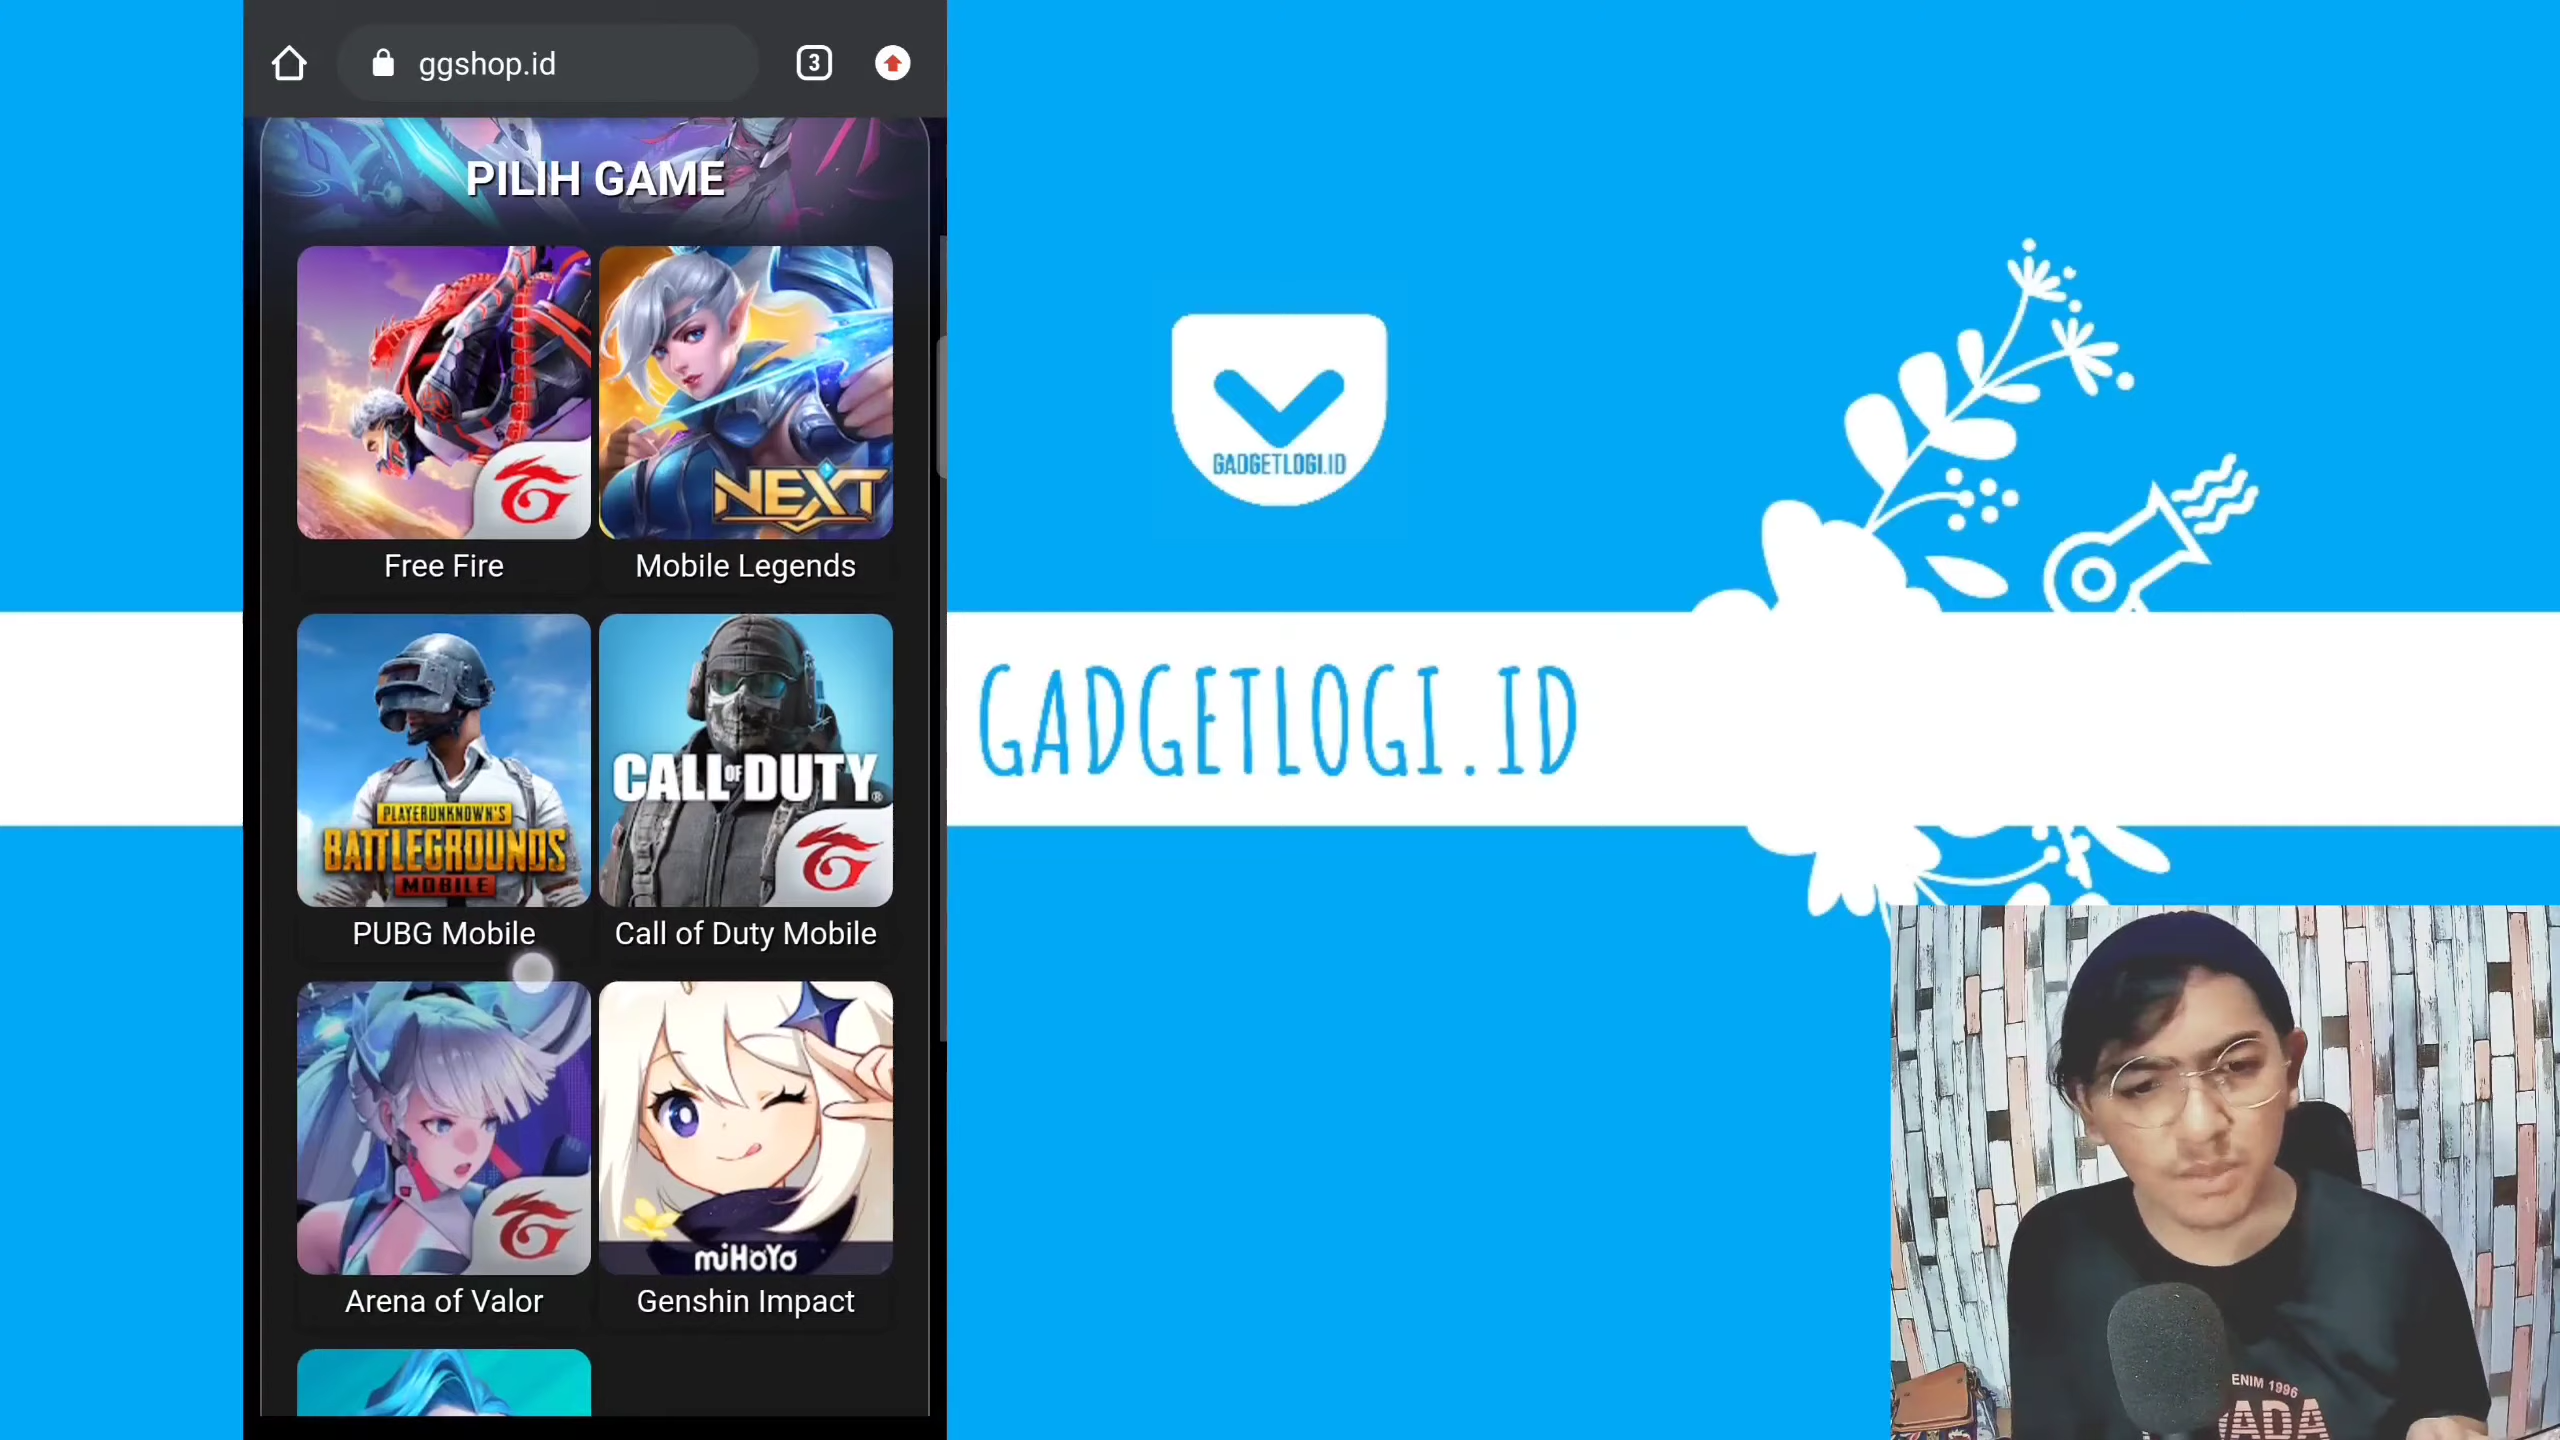 ggshop.id
3
PILIH GAME
NEXT
Free Fire
Mobile Legends
PLAYERUNKNOWN'S
BATTLEGROUNDS
MOBILE
CALL OF DUTY®
PUBG Mobile
Call of Duty Mobile
miHoYo
Arena of Valor
Genshin Impact
GADGETLOGI.ID
GADGETLOGI.ID
ENIM 1996